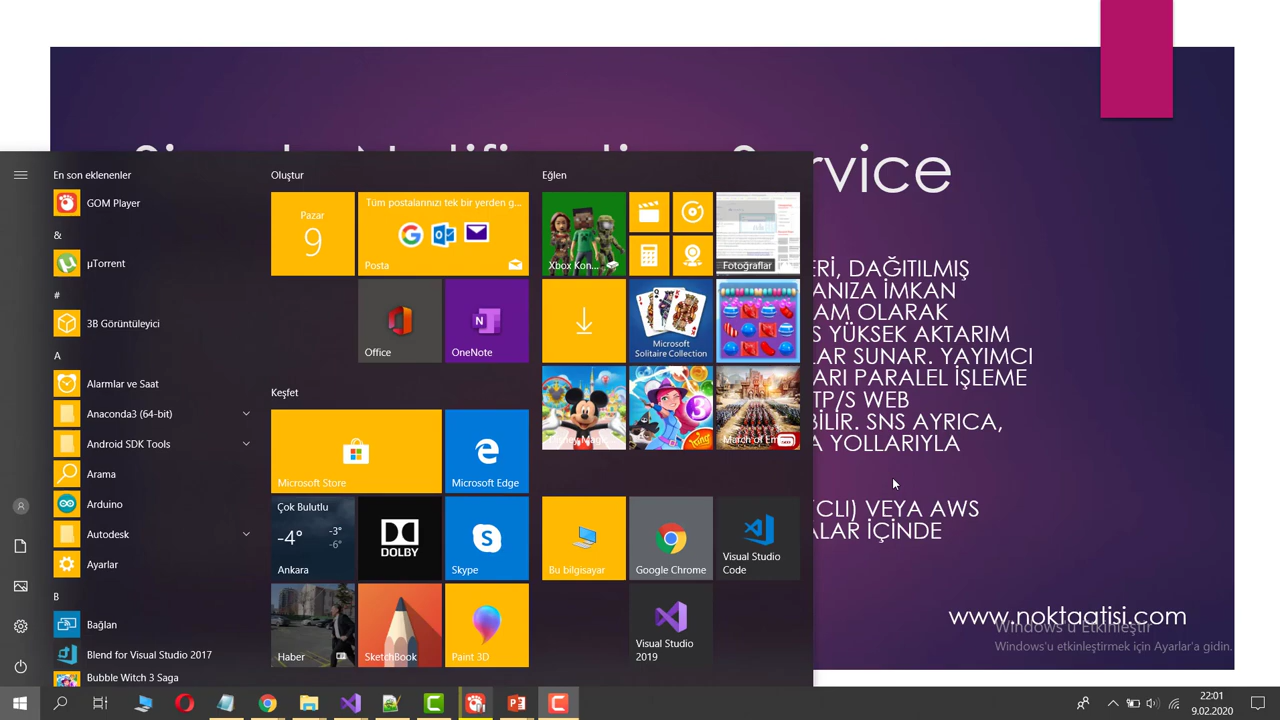 rvice
ERİ, DAĞITILMIŞ
ANIZA İMKAN
AM OLARAK
S YÜKSEK AKTARIM
LAR SUNAR. YAYIMCI
ARI PARALEL İŞLEME
TP/S WEB
BİLİR. SNS AYRICA,
A YOLLARIYLA
(CLI) VEYA AWS
ALAR İÇİNDE
www.noktaatisi.com
Windows'u Etkinleştir
Windows'u etkinleştirmek için Ayarlar'a gidin.
En son eklenenler
GOM Player
&
µTorrent
#
3B Görüntüleyici
A
Alarmlar ve Saat
Anaconda3 (64-bit)
Android SDK Tools
Arama
Arduino
Autodesk
Ayarlar
B
Bağlan
Blend for Visual Studio 2017
Bubble Witch 3 Saga
Oluştur
Pazar
9
Tüm postalarınızı tek bir yerden g...
Posta
Office
OneNote
Keşfet
Microsoft Store
Microsoft Edge
Çok Bulutlu
-4°
-3°
-6°
Ankara
DOLBY
Skype
Haber
SketchBook
Paint 3D
Eğlen
Xbox Kon...
Fotoğraflar
Microsoft
Solitaire Collection
Disney Magic...
3
King
March of Em...
Bu bilgisayar
Google Chrome
Visual Studio
Code
Visual Studio
2019
22:01
9.02.2020